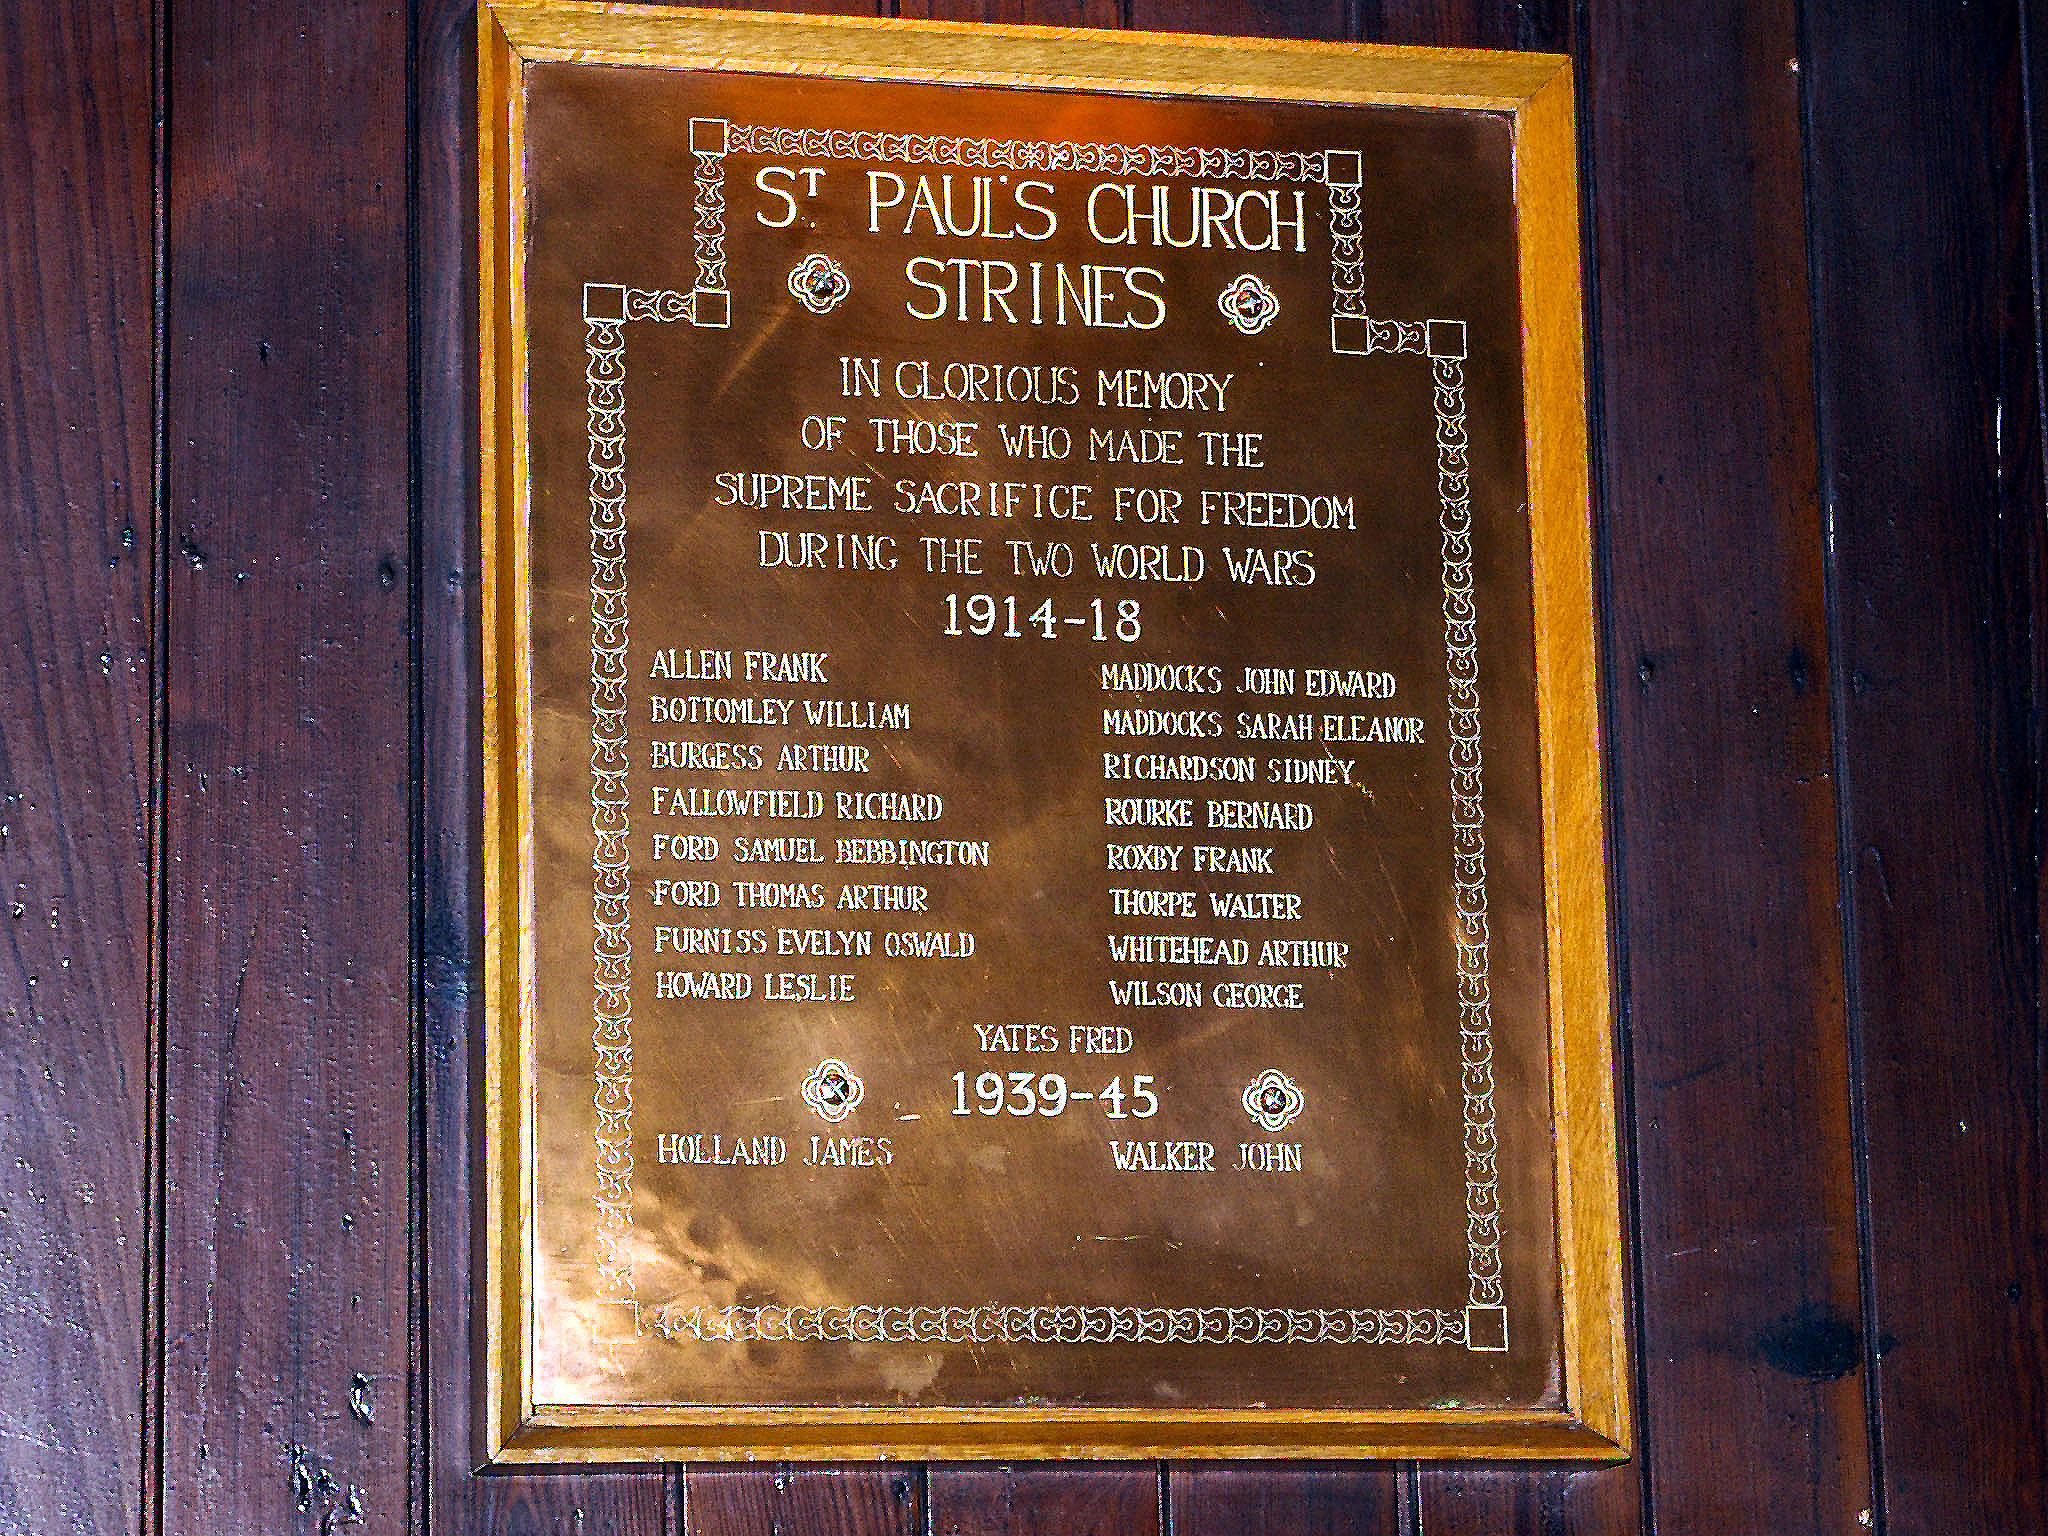 ST PAUL'S CHURCH
STRINES
IN GLORIOUS MEMORY
OF THOSE WHO MADE THE
SUPREME SACRIFICE FOR FREEDOM
DURING THE TWO WORLD WARS
1914-18
ALLEN FRANK
BOTTOMLEY WILLIAM
BURGESS ARTHUR
FALLOWFIELD RICHARD
FORD SAMUEL BEBBINGTON
FORD THOMAS ARTHUR
FURNISS EVELYN OSWALD
HOWARD LESLIE
MADDOCKS JOHN EDWARD
MADDOCKS SARAH ELEANOR
RICHARDSON SIDNEY
ROURKE BERNARD
ROXBY FRANK
THORPE WALTER
WHITEHEAD ARTHUR
WILSON GEORGE
YATES FRED
1939-45
HOLLAND JAMES
WALKER JOHN